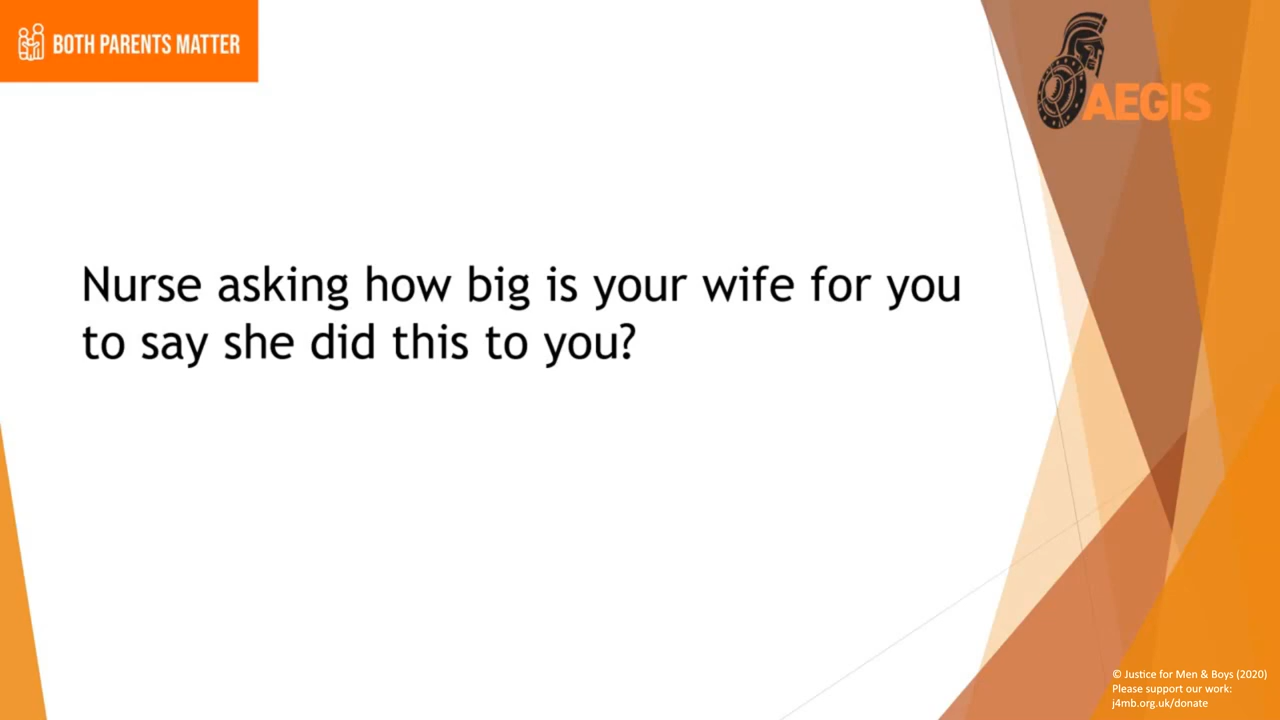 BOTH PARENTS MATTER
AEGIS
Nurse asking how big is your wife for you
to say she did this to you?
© Justice for Men & Boys (2020)
Please support our work:
j4mb.org.uk/donate